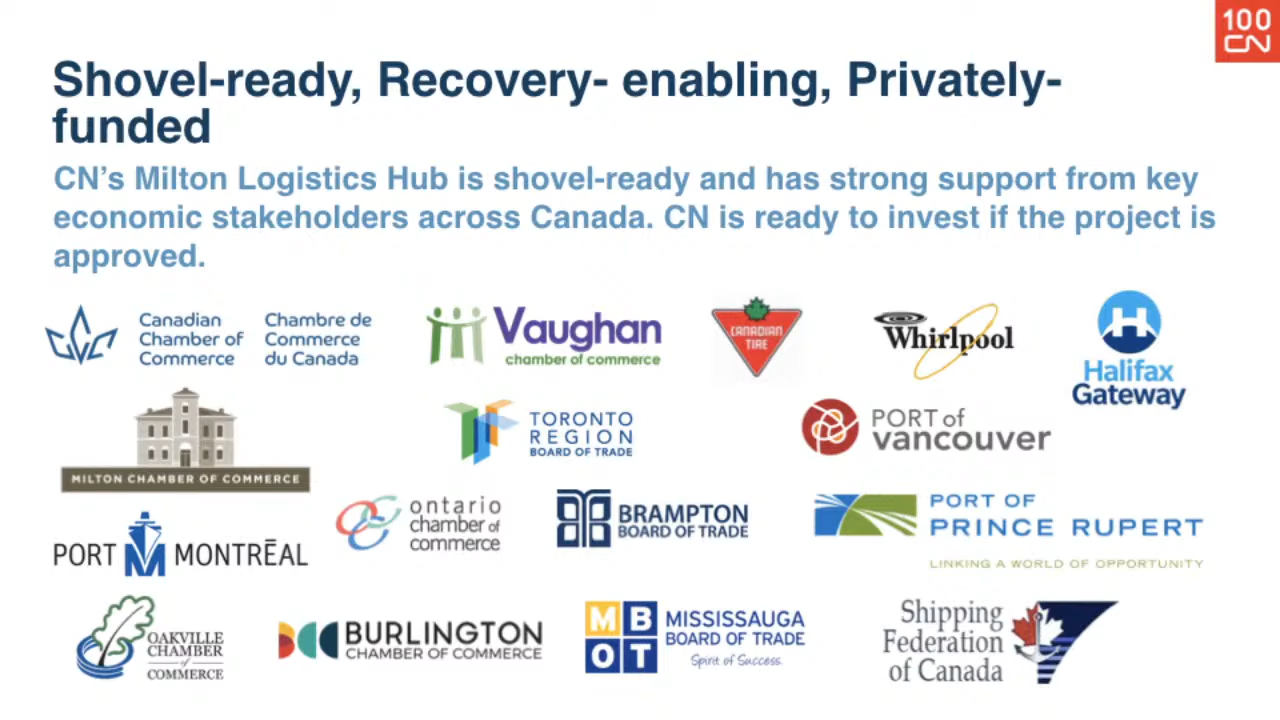 100
CN
Shovel-ready, Recovery- enabling, Privately-
funded
CN’s Milton Logistics Hub is shovel-ready and has strong support from key
economic stakeholders across Canada. CN is ready to invest if the project is
approved.
Canadian
Chamber of
Commerce
Chambre de
Commerce
du Canada
Vaughan
chamber of commerce
CANADIAN
TIRE
Whirlpool
H
Halifax
Gateway
MILTON CHAMBER OF COMMERCE
TORONTO
REGION
BOARD OF TRADE
PORT of
vancouver
PORT MONTRĒAL
ontario
chamber of
commerce
BRAMPTON
BOARD OF TRADE
PORT OF
PRINCE RUPERT
LINKING A WORLD OF OPPORTUNITY
OAKVILLE
CHAMBER
of
COMMERCE
BURLINGTON
CHAMBER OF COMMERCE
MB
OT
MISSISSAUGA
BOARD OF TRADE
Spirit of Success.
Shipping
Federation
of Canada